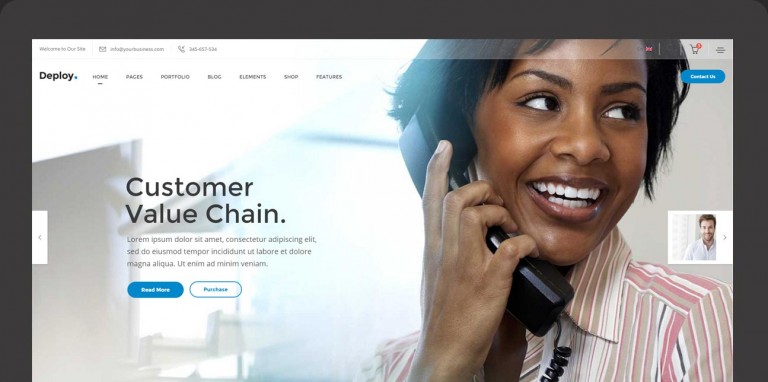 Welcome to Our Site
info@yourbusiness.com
345-657-534
Deploy.
HOME
PAGES
PORTFOLIO
BLOG
ELEMENTS
SHOP
FEATURES
Contact Us
Customer
Value Chain.
Lorem ipsum dolor sit amet, consectetur adipiscing elit,
sed do eiusmod tempor incididunt ut labore et dolore
magna aliqua. Ut enim ad minim veniam.
Read More
Purchase